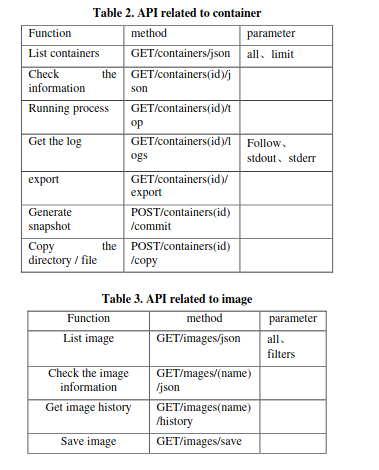 Table 2. API related to container
Function method parameter
List containers GET/containers/json all、limit
Check the GET/containers(id)/j
information son
Running process GET/containers(id)/t
op
Get the log GET/containers(id)/l Follow、
ogs stdout、stderr
export GET/containers(id)/
export
Generate POST/containers(id)
snapshot /commit
Copy the POST/containers(id)
directory / file /copy
Table 3. API related to image
Function method parameter
List image GET/images/json all、
filters
Check the image GET/mages/(name)
information /json
Get image history GET/images(name)
/history
Save image GET/images/save